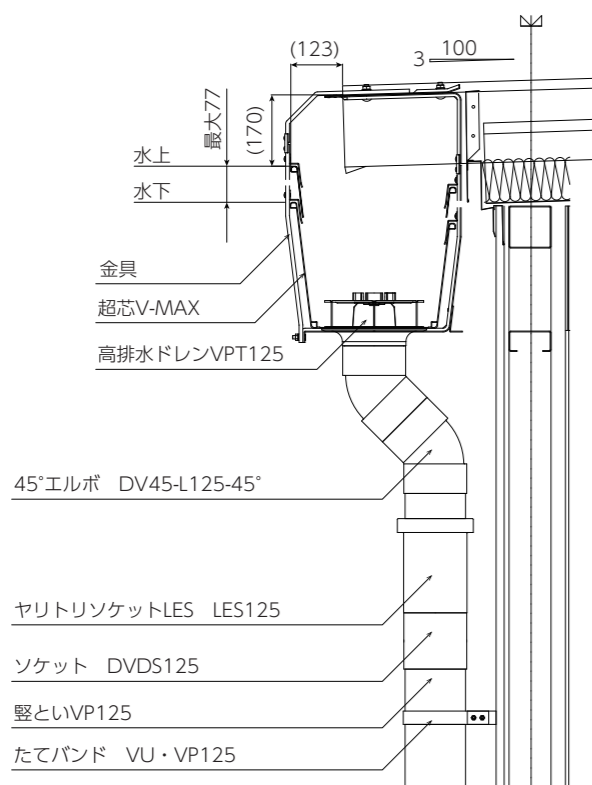 (123)
3 100
最大77
(170)
水上
水下
金具
超芯V-MAX
高排水ドレンVPT125
45°エルボ　DV45-L125-45°
ヤリトリソケットLES　LES125
ソケット　DVDS125
竪といVP125
たてバンド　VU・VP125